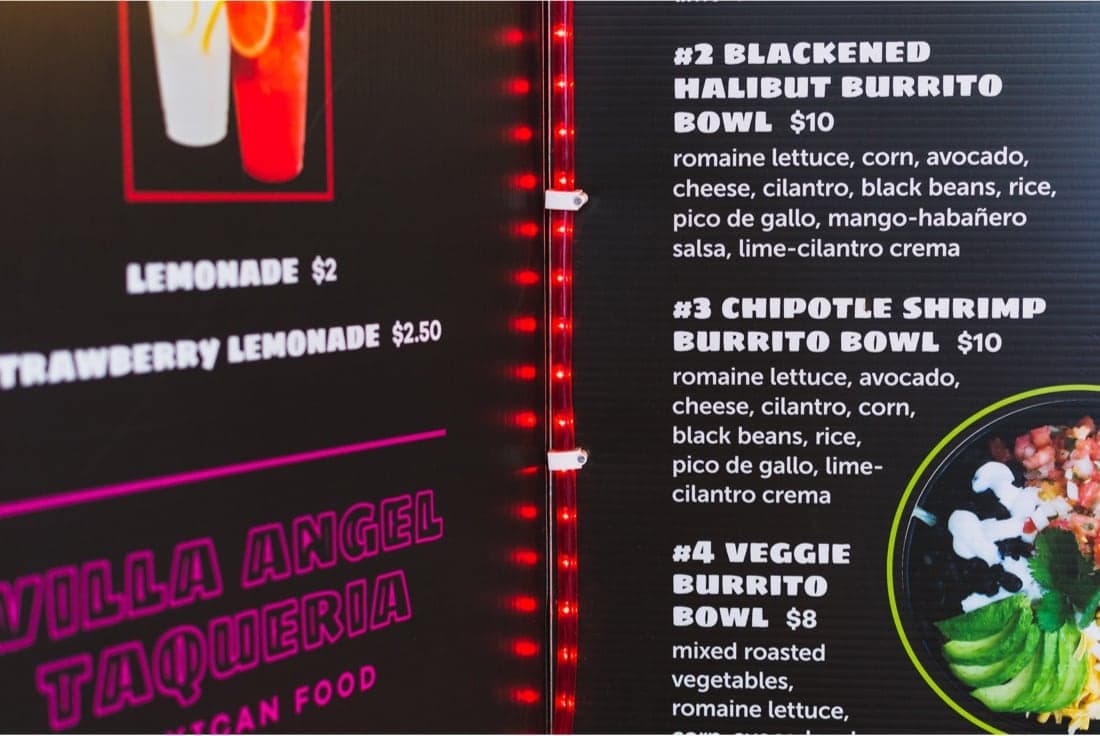 LEMONADE $2
TRAWBERRY LEMONADE $2.50
VILLA ANGEL
TAQUERIA
XICAN FOOD
#2 BLACKENED
HALIBUT BURRITO
BOWL $10
romaine lettuce, corn, avocado,
cheese, cilantro, black beans, rice,
pico de gallo, mango-habañero
salsa, lime-cilantro crema
#3 CHIPOTLE SHRIMP
BURRITO BOWL $10
romaine lettuce, avocado,
cheese, cilantro, corn,
black beans, rice,
pico de gallo, lime-
cilantro crema
#4 VEGGIE
BURRITO
BOWL $8
mixed roasted
vegetables,
romaine lettuce,